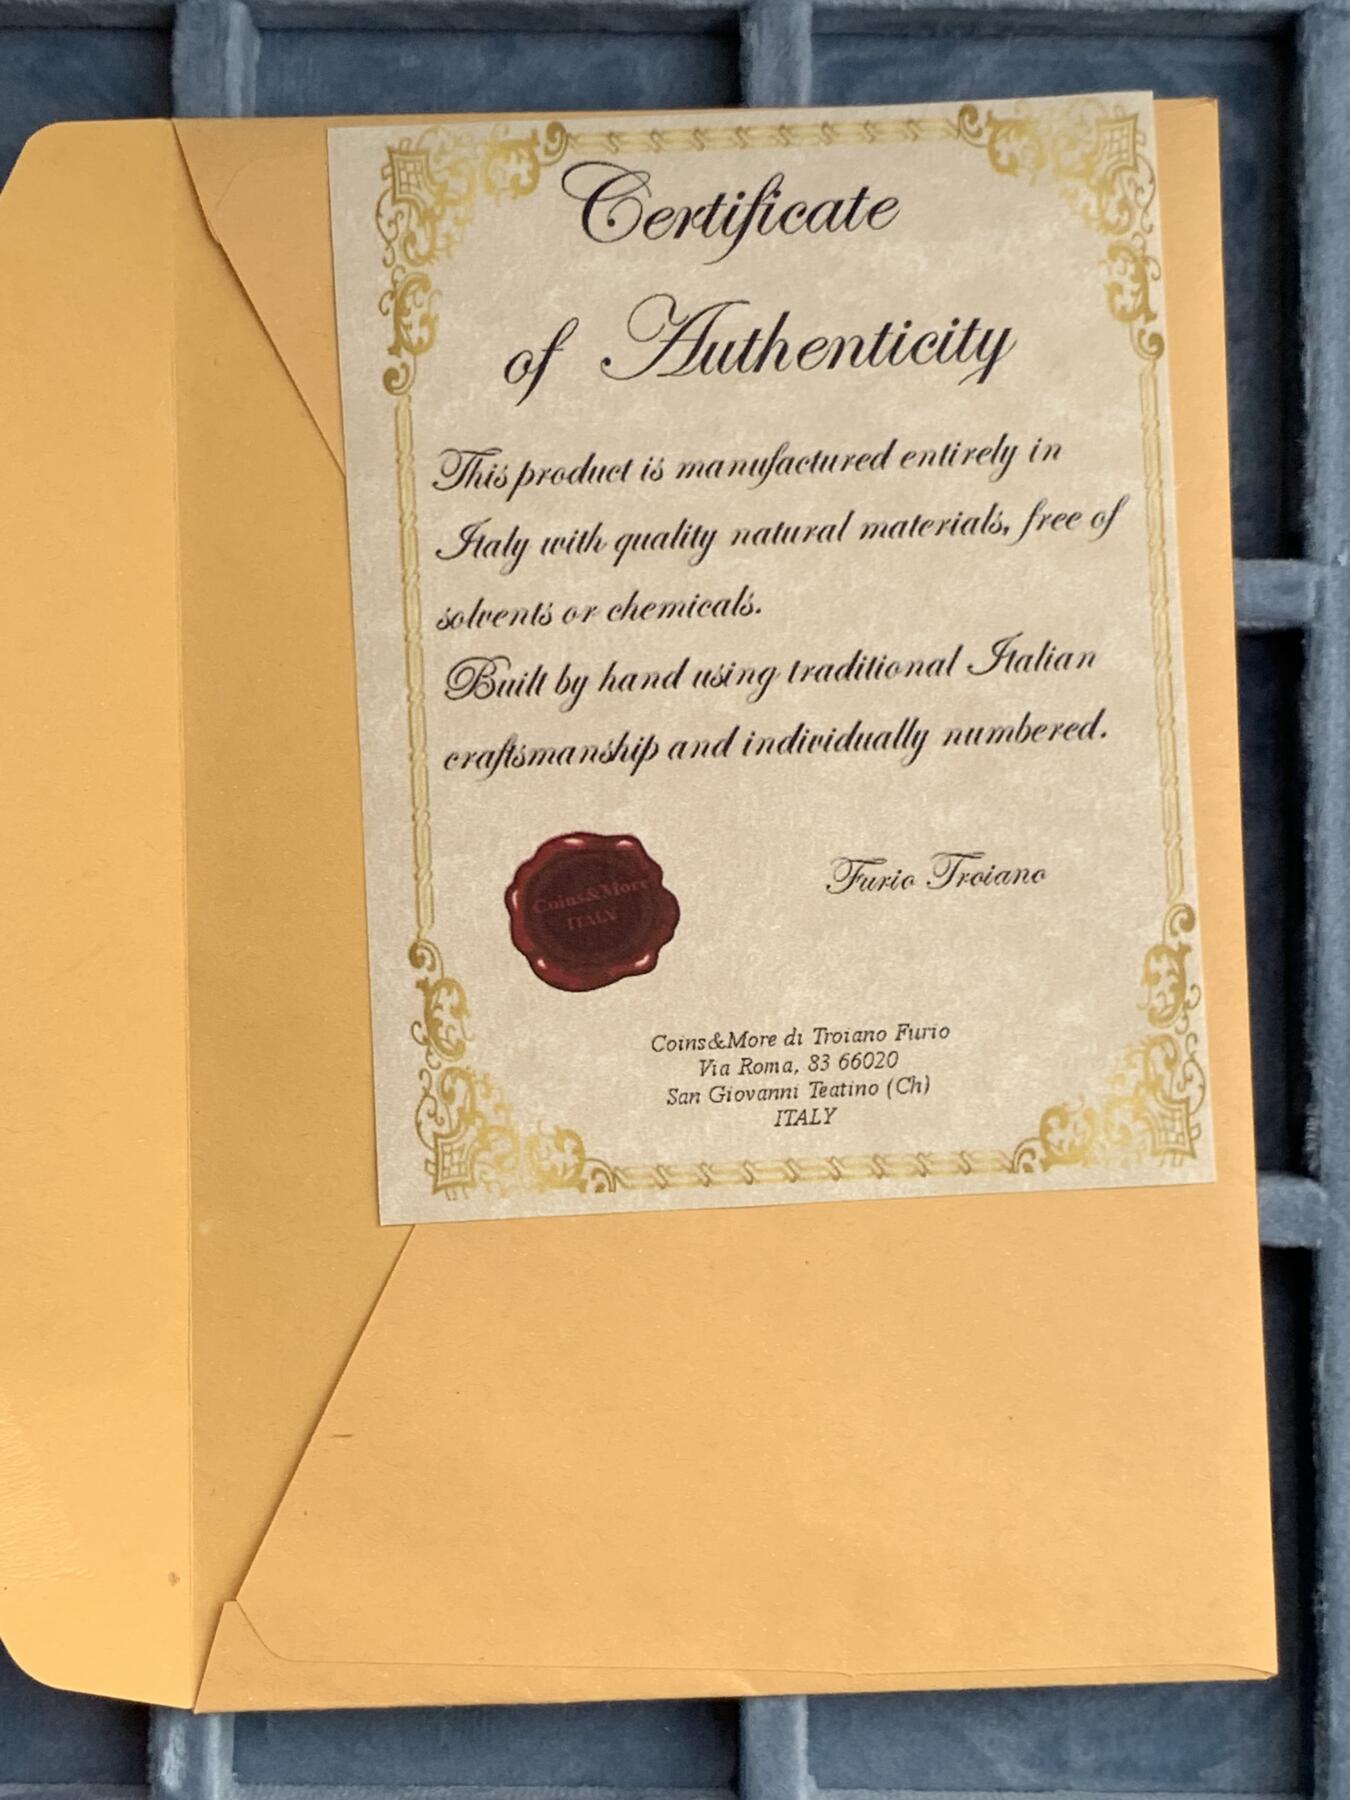 Certificate
of Authenticity
This product is manufactured entirely in
Italy with quality natural materials, free of
solvents or chemicals.
Built by hand using traditional Italian
craftsmanship and individually numbered.
Coins&More
ITALY
Furio Troiano
Coins&More di Troiano Furio
Via Roma, 83 66020
San Giovanni Teatino (Ch)
ITALY